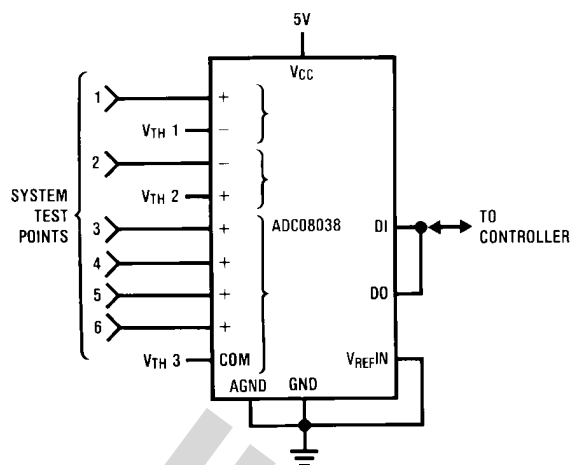 5V
VCC
1
+
VTH 1
−
2
−
VTH 2
+
SYSTEM
TEST
POINTS
3
+
4
+
5
+
6
+
VTH 3
COM
ADC08038
DI
DO
TO
CONTROLLER
VREFIN
AGND
GND